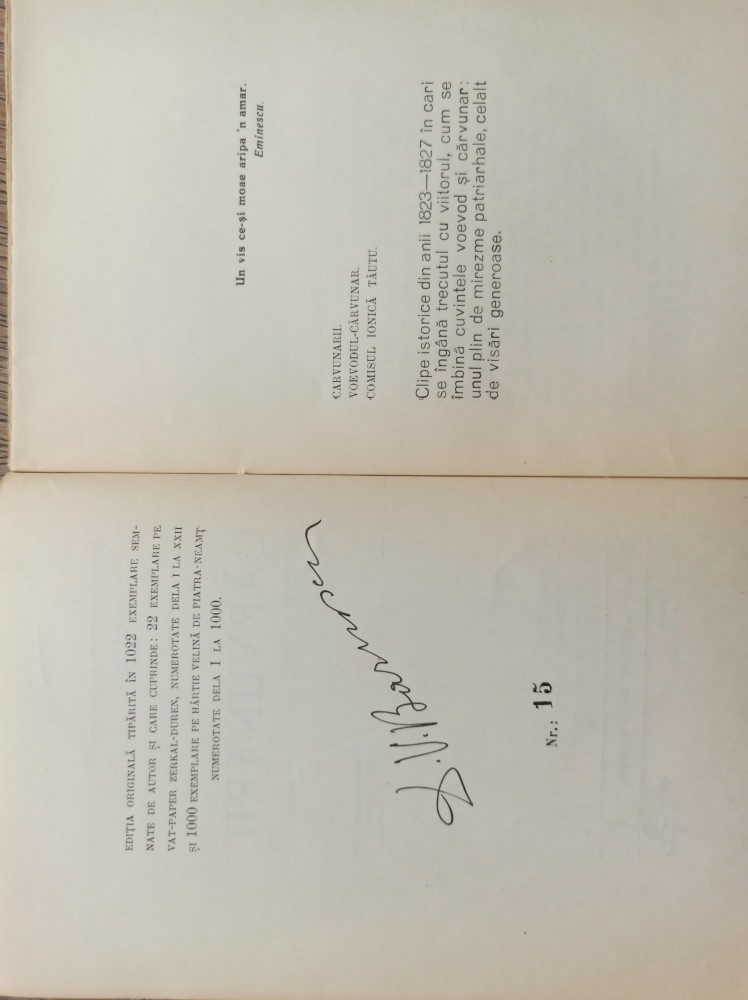 EDIȚIA ORIGINALĂ TIPĂRITĂ ÎN 1022 EXEMPLARE SEM-
NATE DE AUTOR ȘI CARE CUPRINDE: 22 EXEMPLARE PE
VAT-PAPER ZERKAL-DUREN, NUMEROTATE DELA I LA XXII
ȘI 1000 EXEMPLARE PE HÂRTIE VELINĂ DE PIATRA-NEAMȚ
NUMEROTATE DELA 1 LA 1000.
D. V. Barnoschi
Nr.: 15
Un vis ce-și moae aripa 'n amar.
Eminescu.
CARVUNARII.
VOEVODUL-CĂRVUNAR.
COMISUL IONICĂ TĂUTU.
Clipe istorice din anii 1823—1827 în cari
se îngână trecutul cu viitorul, cum se
îmbină cuvintele voevod și cărvunar:
unul plin de mirezme patriarhale, celalt
de visări generoase.